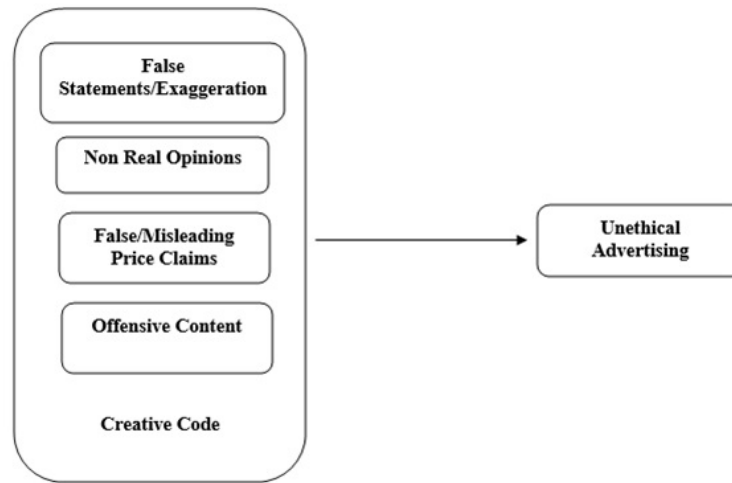 False
Statements/Exaggeration
Non Real Opinions
False/Misleading
Price Claims
Offensive Content
Creative Code
Unethical
Advertising